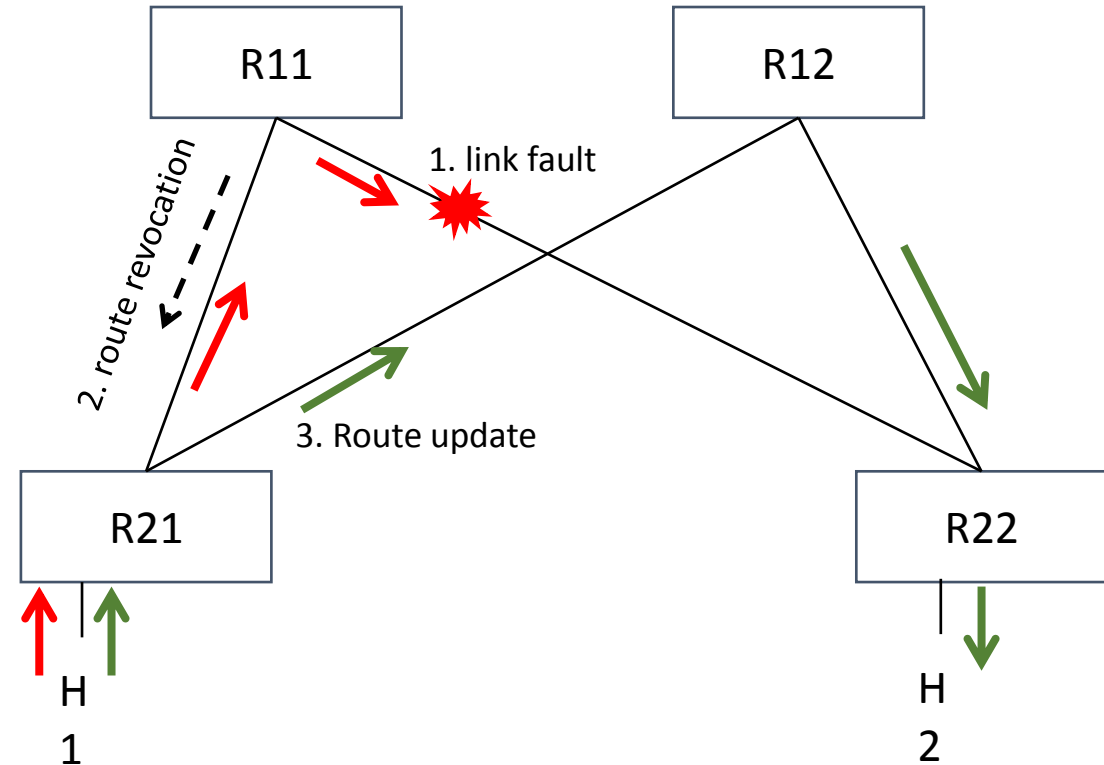 R11
R12
1. link fault
2. route revocation
3. Route update
R21
R22
H
1
H
2